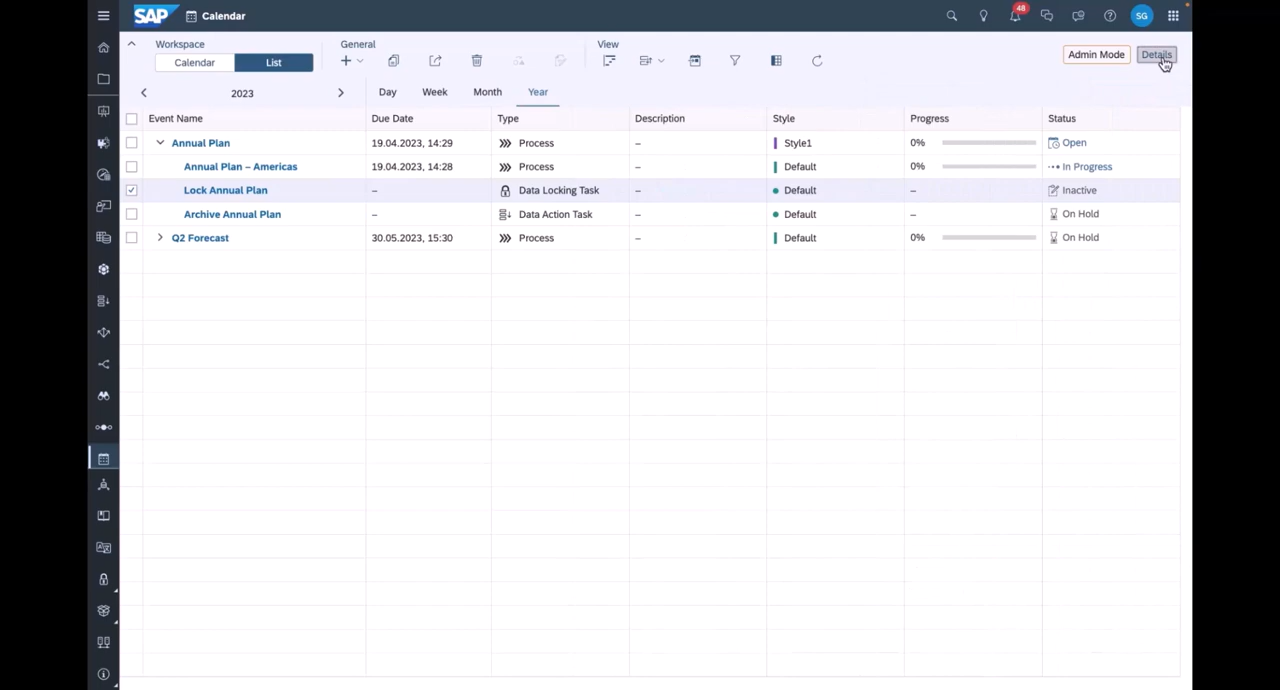 SAP Calendar 48 SG
Workspace General View
Calendar List Admin Mode Details
2023 Day Week Month Year
Event Name Due Date Type Description Style Progress Status
Annual Plan 19.04.2023, 14:29 Process – Style1 0% Open
Annual Plan – Americas 19.04.2023, 14:28 Process – Default 0% In Progress
Lock Annual Plan – Data Locking Task – Default – Inactive
Archive Annual Plan – Data Action Task – Default – On Hold
Q2 Forecast 30.05.2023, 15:30 Process – Default 0% On Hold